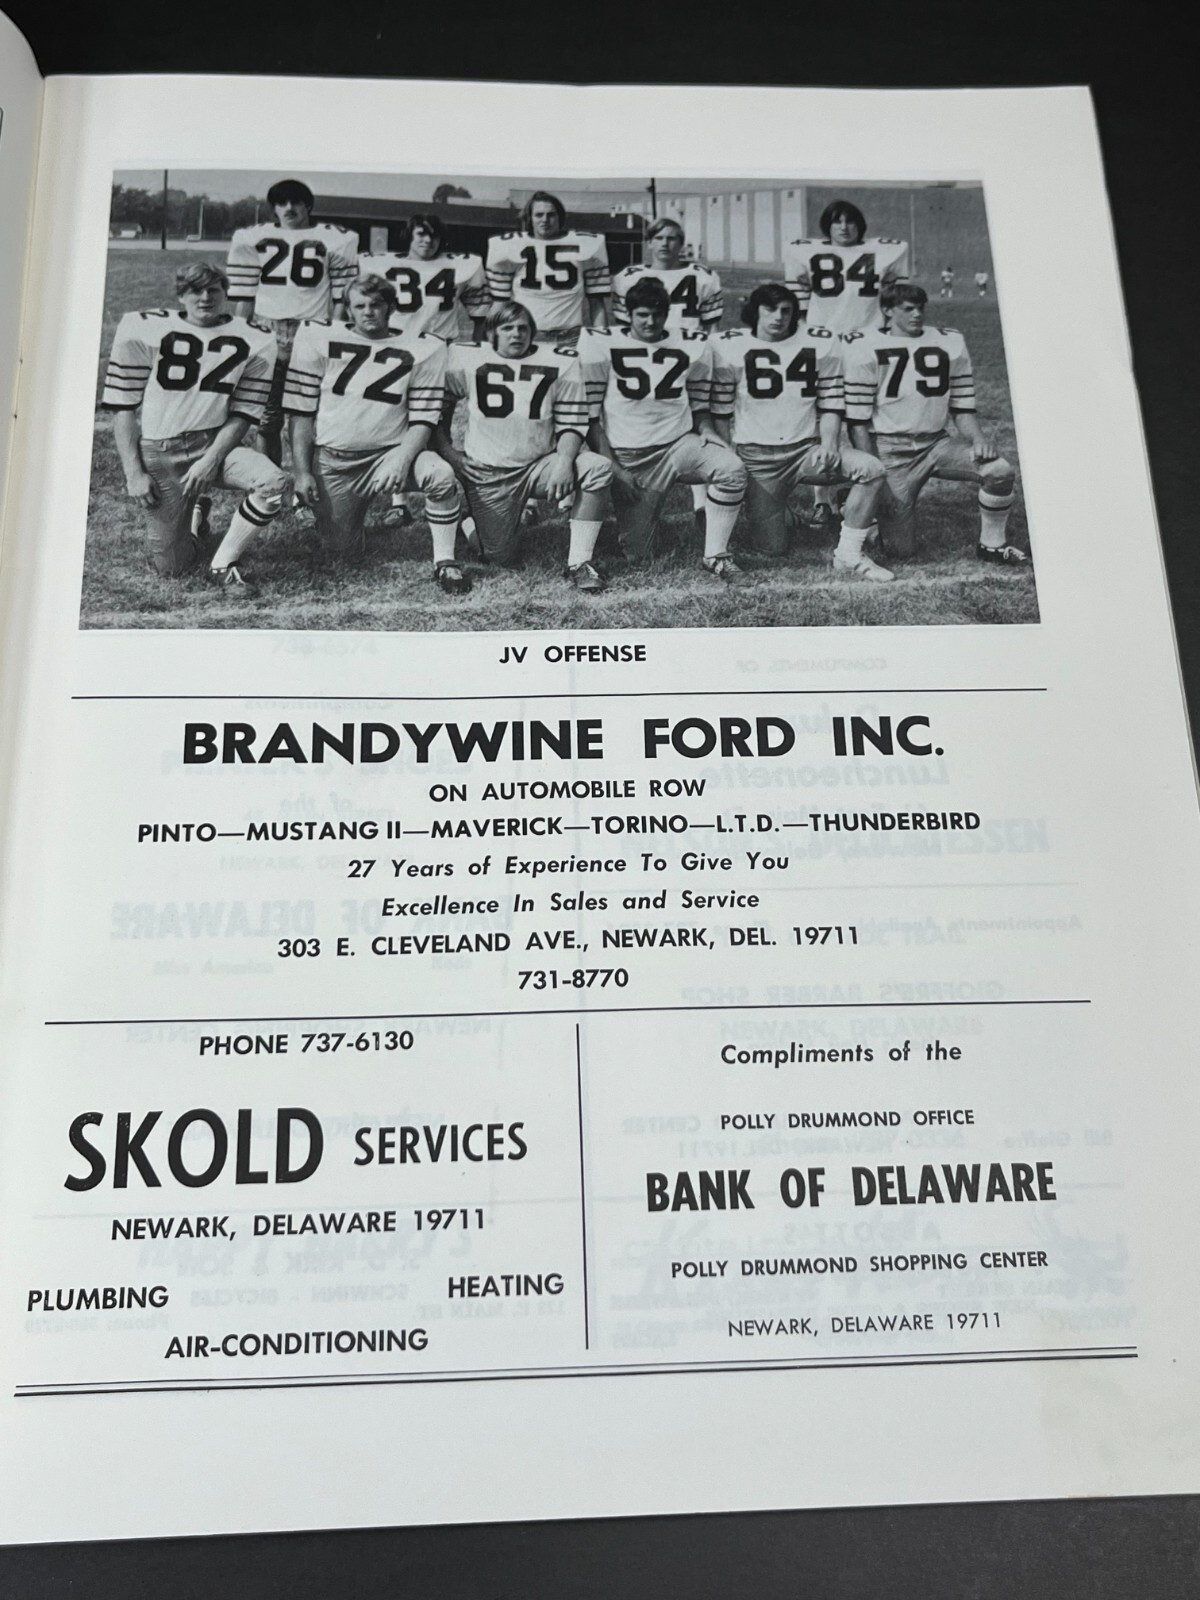 26
34
15
4
84
82
72
67
52
64
79
JV OFFENSE
BRANDYWINE FORD INC.
ON AUTOMOBILE ROW
PINTO—MUSTANG II—MAVERICK—TORINO—L.T.D.—THUNDERBIRD
27 Years of Experience To Give You
Excellence In Sales and Service
303 E. CLEVELAND AVE., NEWARK, DEL. 19711
731-8770
PHONE 737-6130
SKOLD SERVICES
NEWARK, DELAWARE 19711
PLUMBING HEATING
AIR-CONDITIONING
Compliments of the
POLLY DRUMMOND OFFICE
BANK OF DELAWARE
POLLY DRUMMOND SHOPPING CENTER
NEWARK, DELAWARE 19711